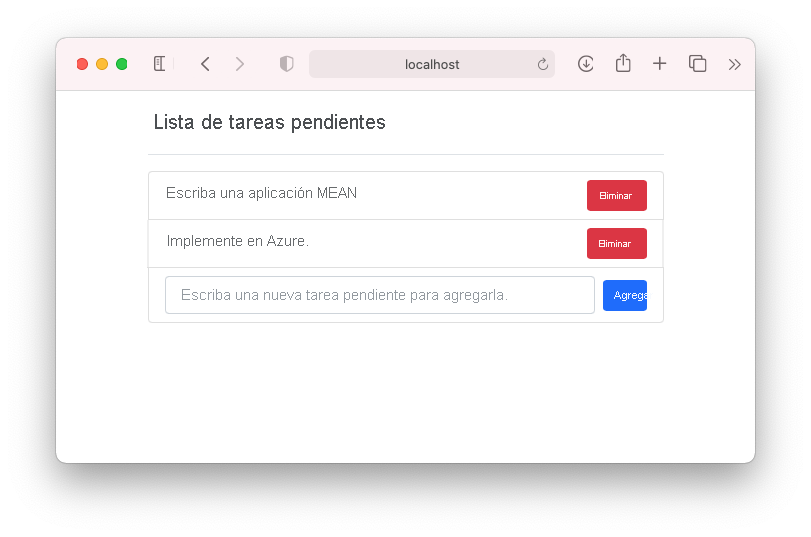 localhost
Lista de tareas pendientes
Escriba una aplicación MEAN
Eliminar
Implemente en Azure.
Eliminar
Escriba una nueva tarea pendiente para agregarla.
Agrega